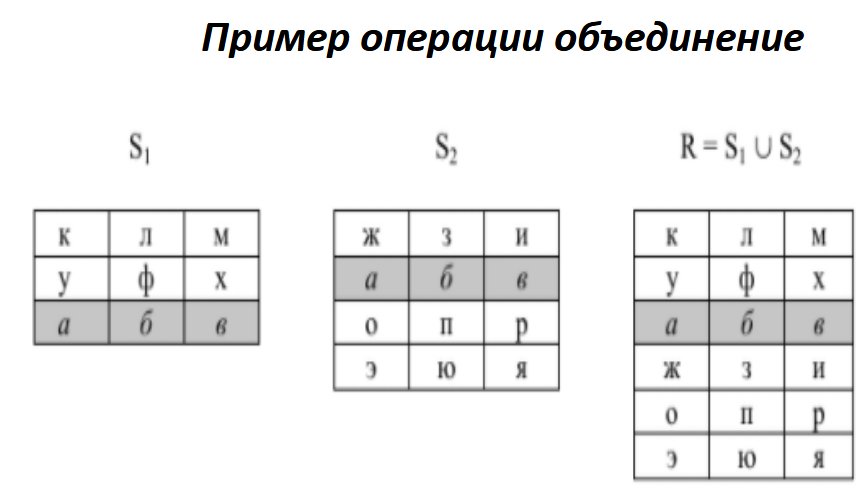 Пример операции объединение
S₁ S₂ R = S₁ ∪ S₂
к л м ж з и к л м
у ф х а б в у ф х
а б в о п р а б в
э ю я ж з и
о п р
э ю я